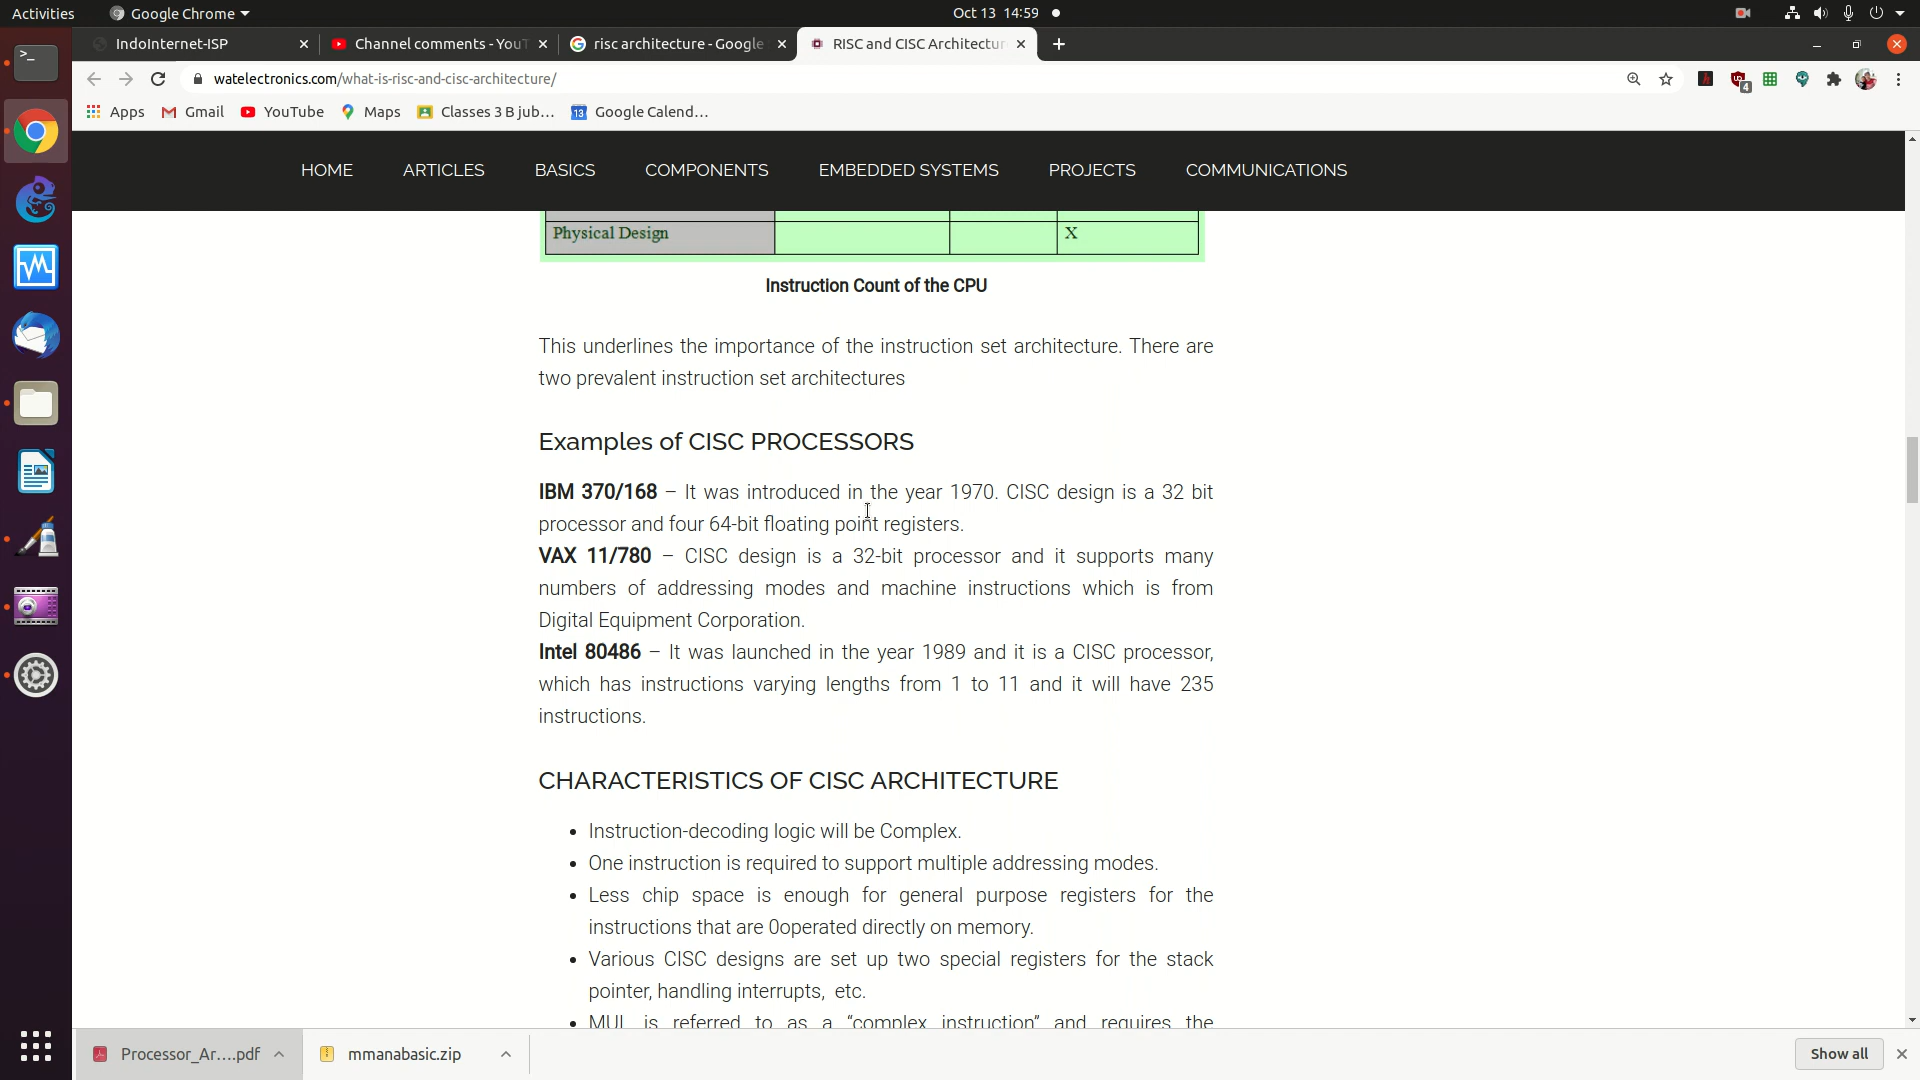 Activities Google Chrome Oct 13 14:59
IndoInternet-ISP Channel comments - YouT risc architecture - Google RISC and CISC Architectur
watelectronics.com/what-is-risc-and-cisc-architecture/ 4
Apps Gmail YouTube Maps Classes 3 B jub... 13 Google Calend...
HOME ARTICLES BASICS COMPONENTS EMBEDDED SYSTEMS PROJECTS COMMUNICATIONS
Physical Design X
Instruction Count of the CPU
This underlines the importance of the instruction set architecture. There are
two prevalent instruction set architectures
Examples of CISC PROCESSORS
IBM 370/168 – It was introduced in the year 1970. CISC design is a 32 bit
processor and four 64-bit floating point registers.
VAX 11/780 – CISC design is a 32-bit processor and it supports many
numbers of addressing modes and machine instructions which is from
Digital Equipment Corporation.
Intel 80486 – It was launched in the year 1989 and it is a CISC processor,
which has instructions varying lengths from 1 to 11 and it will have 235
instructions.
CHARACTERISTICS OF CISC ARCHITECTURE
• Instruction-decoding logic will be Complex.
• One instruction is required to support multiple addressing modes.
• Less chip space is enough for general purpose registers for the
instructions that are 0operated directly on memory.
• Various CISC designs are set up two special registers for the stack
pointer, handling interrupts, etc.
• MUL is referred to as a “complex instruction” and requires the
Processor_Ar....pdf mmanabasic.zip Show all